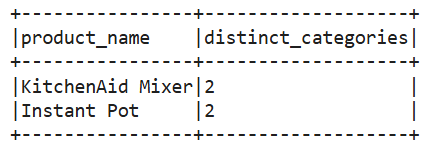 +----------------+-------------------+
|product_name    |distinct_categories|
+----------------+-------------------+
|KitchenAid Mixer|2                  |
|Instant Pot     |2                  |
+----------------+-------------------+